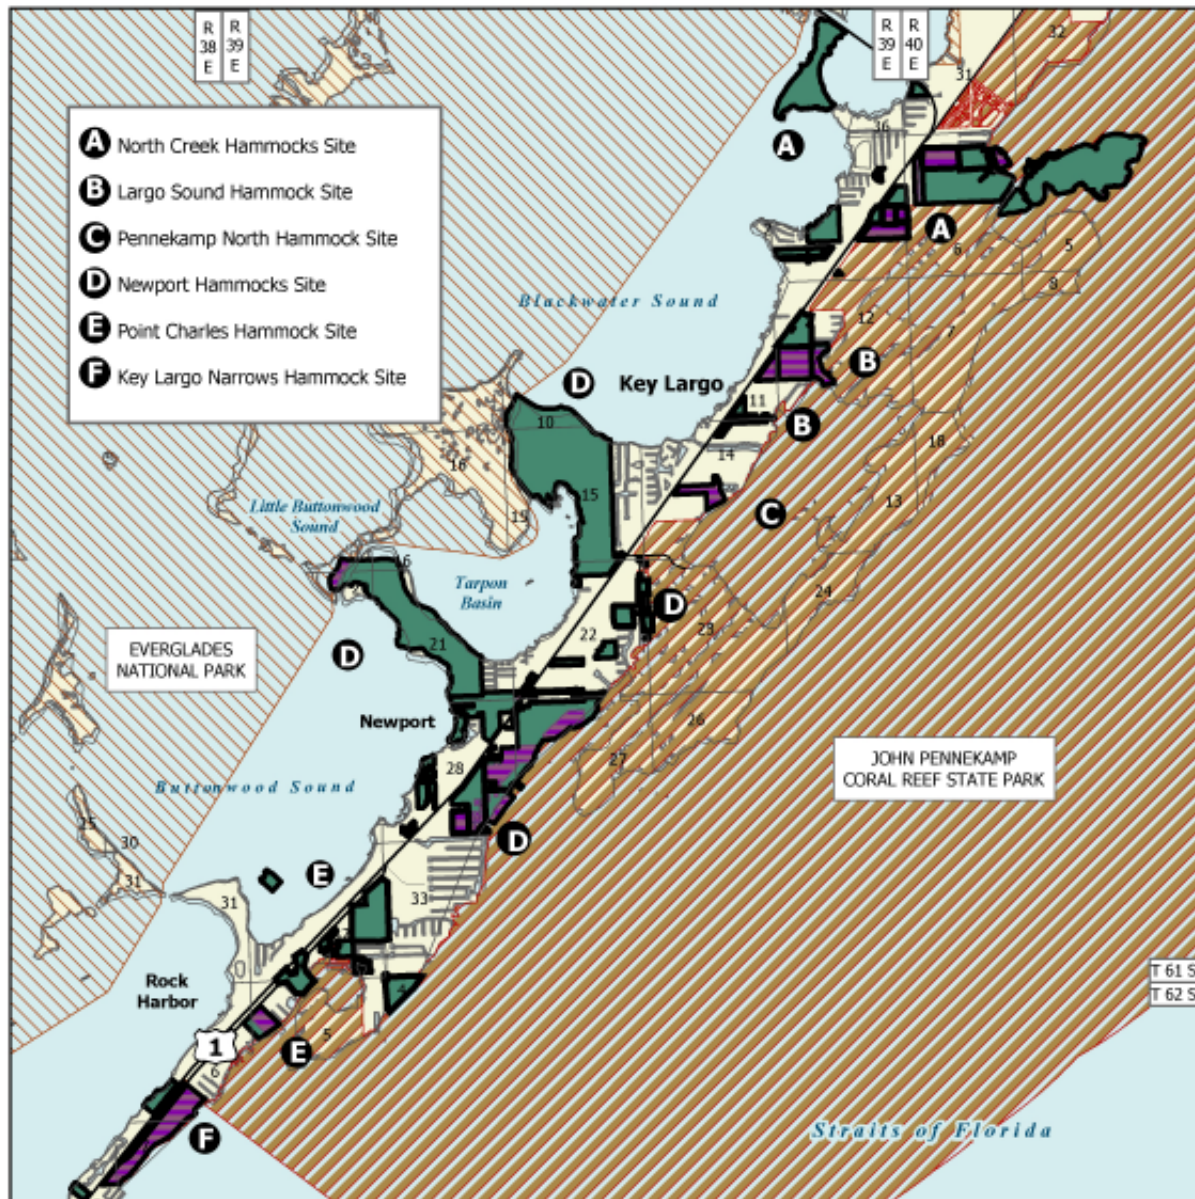 R
38
E
R
39
E
R
39
E
R
40
E
32
31
36
A North Creek Hammocks Site
B Largo Sound Hammock Site
C Pennekamp North Hammock Site
D Newport Hammocks Site
E Point Charles Hammock Site
F Key Largo Narrows Hammock Site
A
A
6
5
8
Blackwater Sound
12
7
B
D
Key Largo
11
B
10
14
18
16
15
15
13
C
Little Buttonwood
Sound
16
Tarpon
Basin
24
D
22
23
21
EVERGLADES
NATIONAL PARK
D
Newport
26
27
JOHN PENNEKAMP
CORAL REEF STATE PARK
28
Buttonwood Sound
25
30
D
31
E
31
33
Rock
Harbor
T 61 S
T 62 S
4
5
1
E
6
Straits of Florida
F